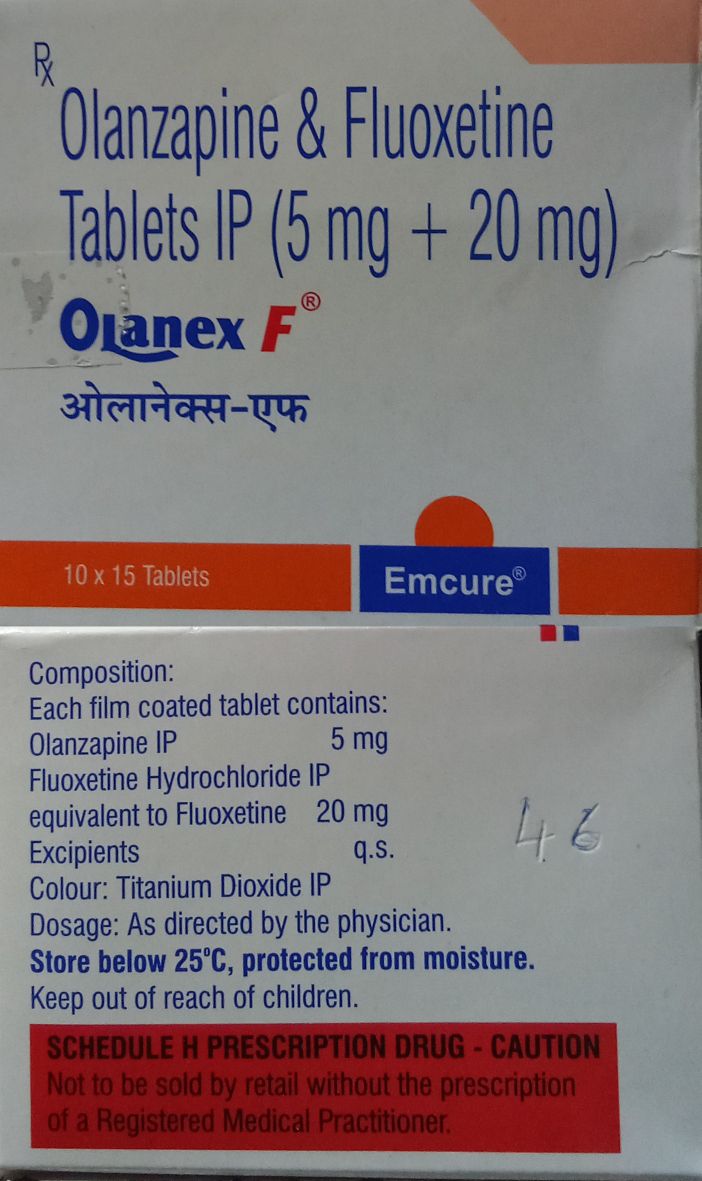 Rx
Olanzapine & Fluoxetine
Tablets IP (5 mg + 20 mg)
Olanex F®
ओलानेक्स-एफ
10 x 15 Tablets
Emcure®
Composition:
Each film coated tablet contains:
Olanzapine IP 5 mg
Fluoxetine Hydrochloride IP
equivalent to Fluoxetine 20 mg
Excipients q.s.
Colour: Titanium Dioxide IP
Dosage: As directed by the physician.
Store below 25⁰C, protected from moisture.
Keep out of reach of children.
46
SCHEDULE H PRESCRIPTION DRUG - CAUTION
Not to be sold by retail without the prescription
of a Registered Medical Practitioner.